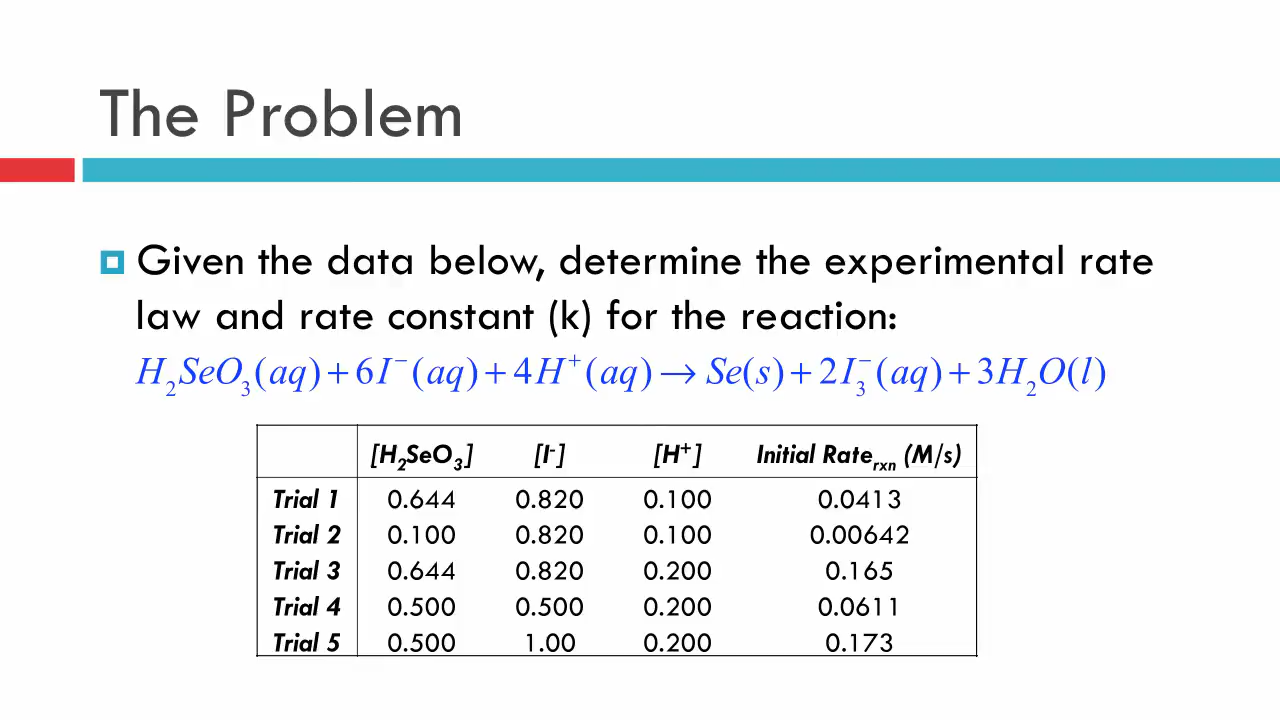 The Problem
Given the data below, determine the experimental rate
law and rate constant (k) for the reaction:
H₂SeO₃(aq) + 6I⁻(aq) + 4H⁺(aq) → Se(s) + 2I₃⁻(aq) + 3H₂O(l)
[H₂SeO₃] [I⁻] [H⁺] Initial Rateᵣₓₙ (M/s)
Trial 1 0.644 0.820 0.100 0.0413
Trial 2 0.100 0.820 0.100 0.00642
Trial 3 0.644 0.820 0.200 0.165
Trial 4 0.500 0.500 0.200 0.0611
Trial 5 0.500 1.00 0.200 0.173